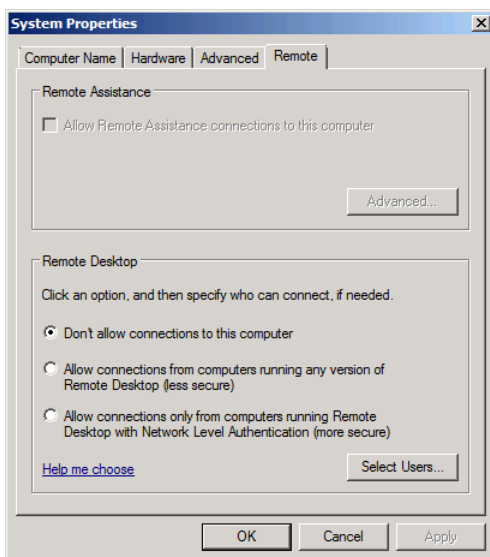 System Properties
Computer Name
Hardware
Advanced
Remote
Remote Assistance
Allow Remote Assistance connections to this computer
Advanced...
Remote Desktop
Click an option, and then specify who can connect, if needed.
Don't allow connections to this computer
Allow connections from computers running any version of
Remote Desktop (less secure)
Allow connections only from computers running Remote
Desktop with Network Level Authentication (more secure)
Help me choose
Select Users...
OK
Cancel
Apply